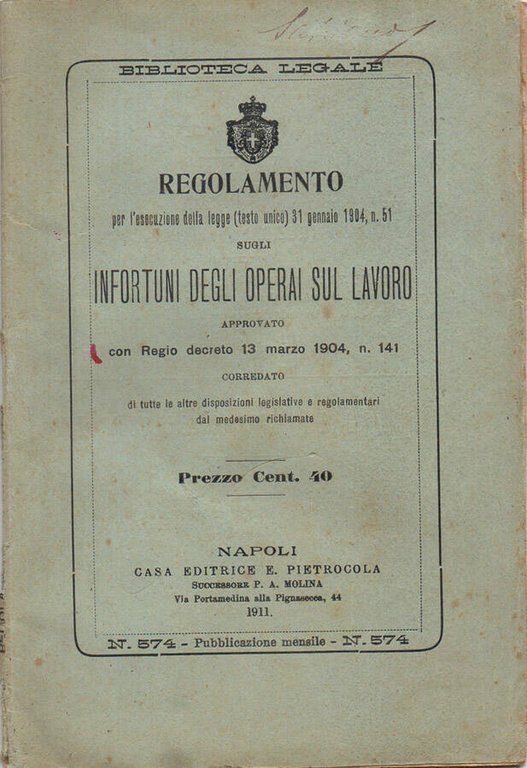 BIBLIOTECA LEGALE
REGOLAMENTO
per l'esecuzione della legge (testo unico) 31 gennaio 1904, n. 51
SUGLI
INFORTUNI DEGLI OPERAI SUL LAVORO
APPROVATO
con Regio decreto 13 marzo 1904, n. 141
CORREDATO
di tutte le altre disposizioni legislative e regolamentari
dal medesimo richiamate
Prezzo Cent. 40
NAPOLI
CASA EDITRICE E. PIETROCOLA
SUCCESSORE P. A. MOLINA
Via Portamedina alla Pignasecca, 44
1911.
N. 574 - Pubblicazione mensile - N. 574